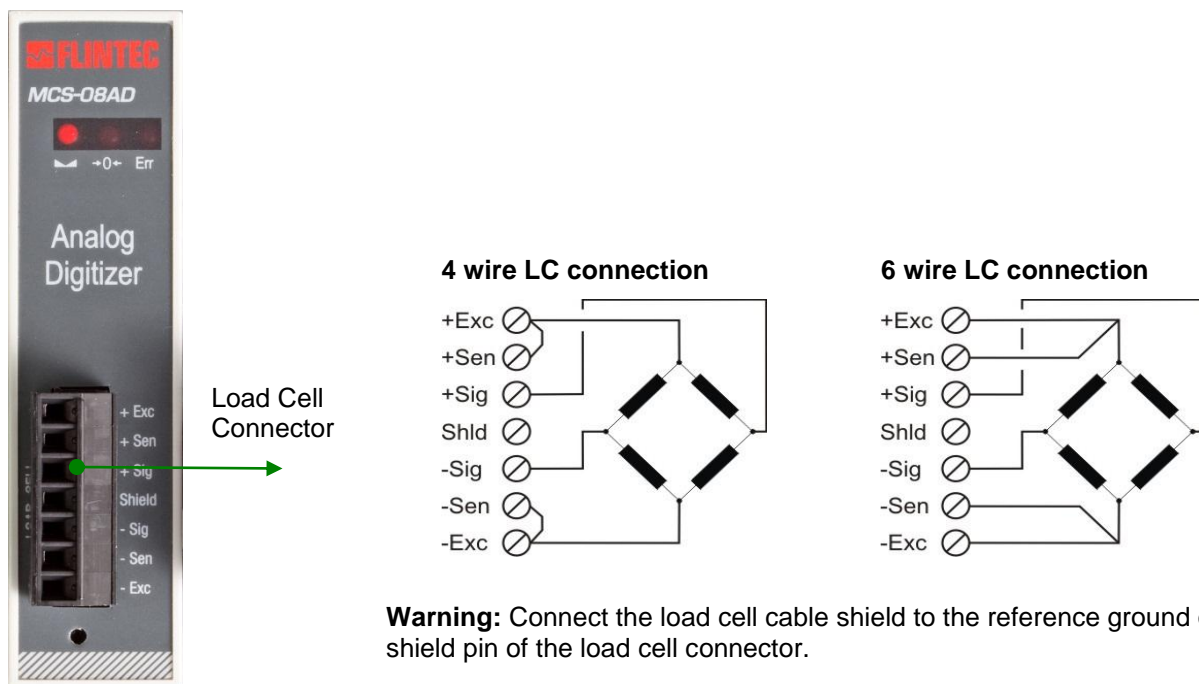 FLINTEC
MCS-08AD
→0← Err
Analog
Digitizer
+ Exc
+ Sen
+ Sig
Shield
- Sig
- Sen
- Exc
Load Cell
Connector
4 wire LC connection
+Exc
+Sen
+Sig
Shld
-Sig
-Sen
-Exc
6 wire LC connection
+Exc
+Sen
+Sig
Shld
-Sig
-Sen
-Exc
Warning: Connect the load cell cable shield to the reference ground
shield pin of the load cell connector.